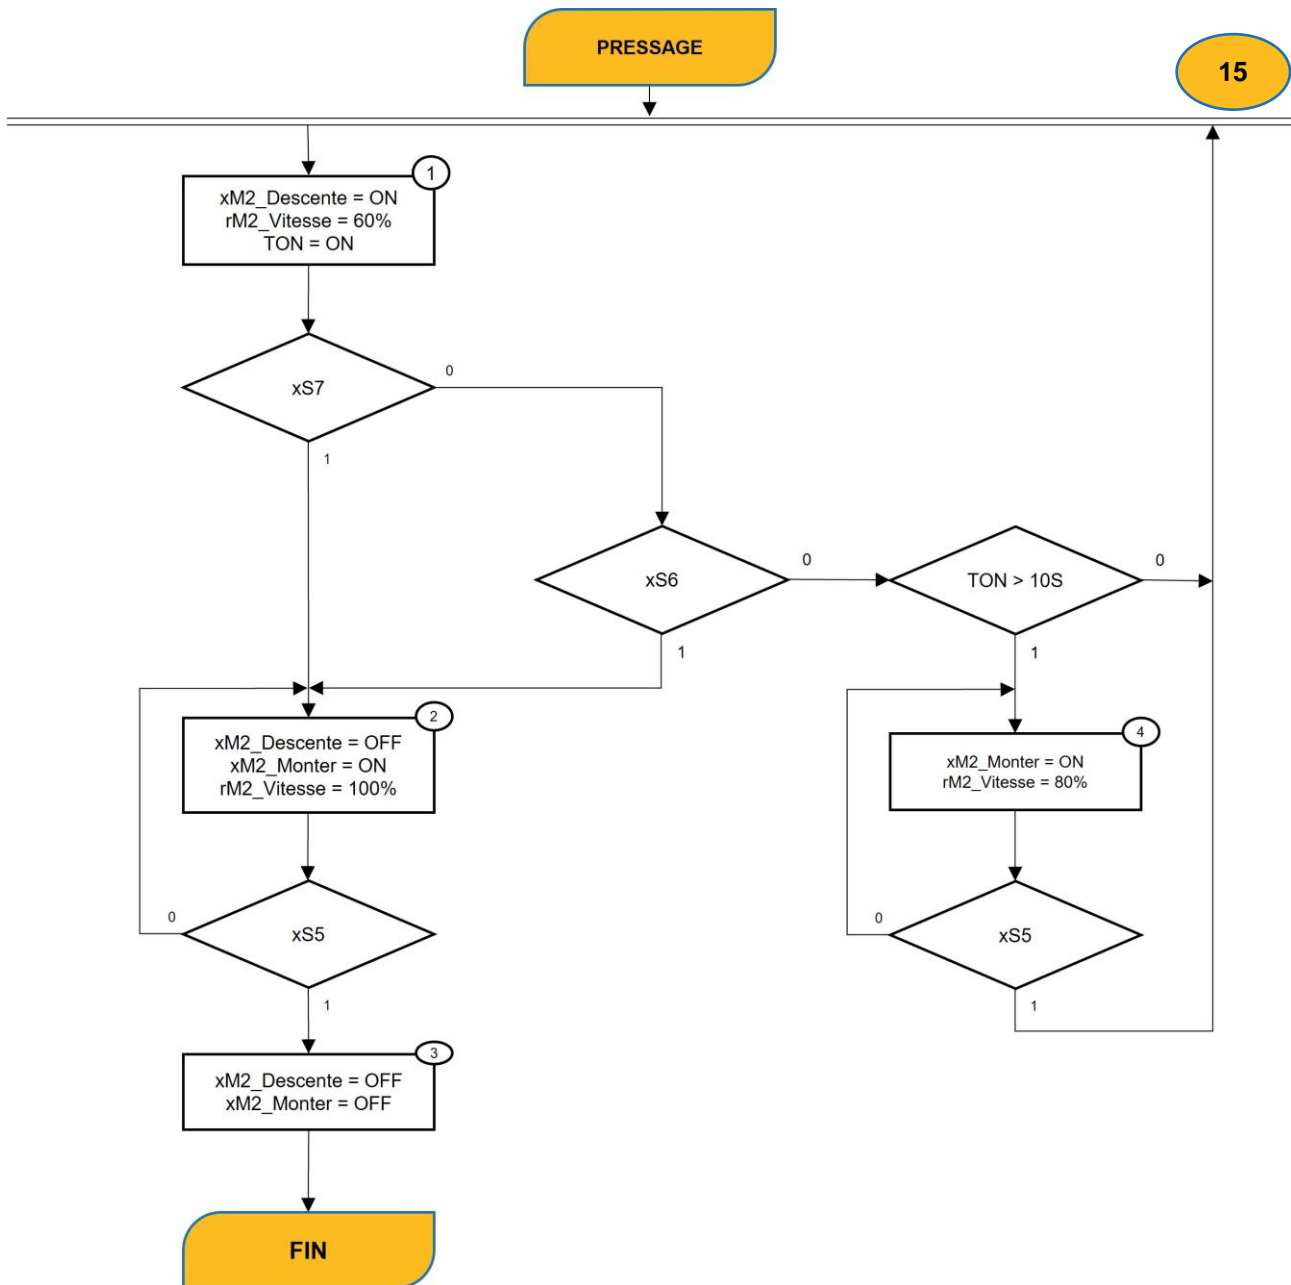 PRESSAGE
15
1
xM2_Descente = ON
rM2_Vitesse = 60%
TON = ON
xS7
0
1
xS6
0
1
TON > 10S
0
1
2
xM2_Descente = OFF
xM2_Monter = ON
rM2_Vitesse = 100%
4
xM2_Monter = ON
rM2_Vitesse = 80%
xS5
0
1
xS5
0
1
3
xM2_Descente = OFF
xM2_Monter = OFF
FIN